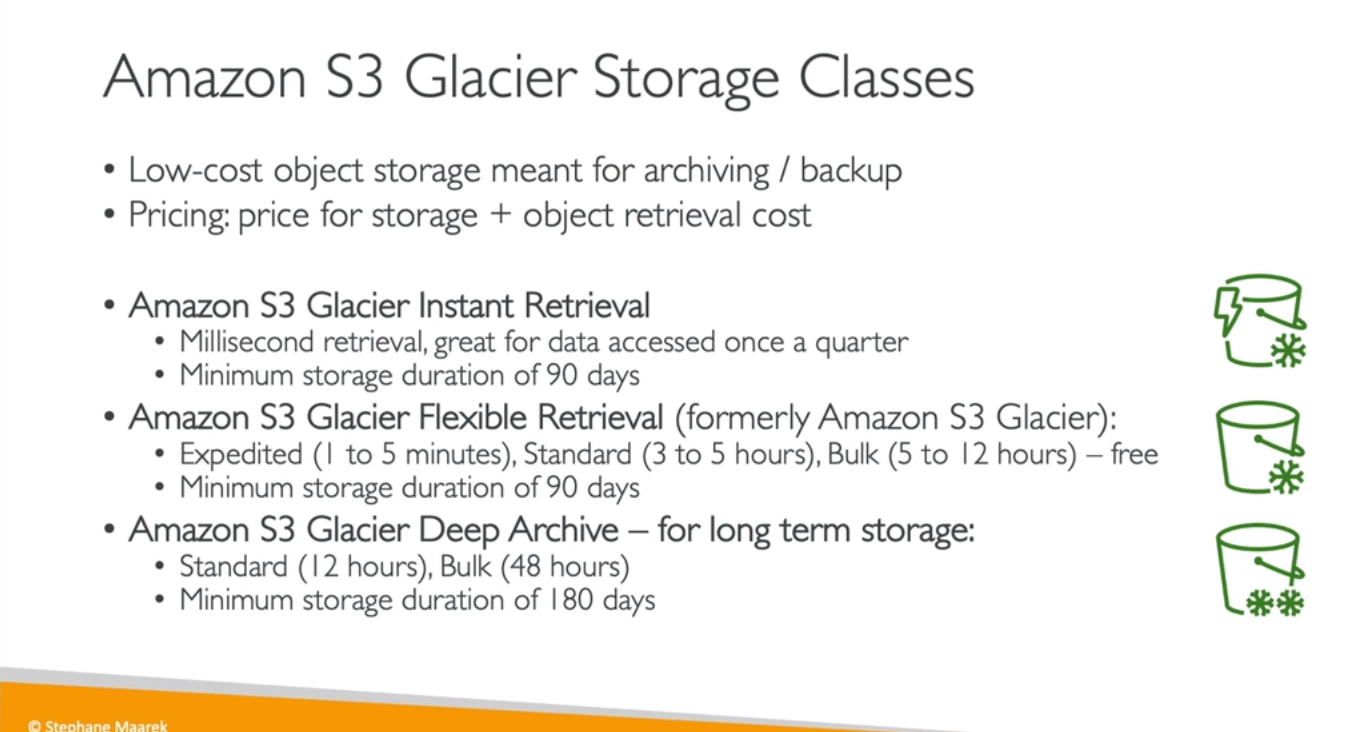 Amazon S3 Glacier Storage Classes
• Low-cost object storage meant for archiving / backup
• Pricing: price for storage + object retrieval cost
• Amazon S3 Glacier Instant Retrieval
• Millisecond retrieval, great for data accessed once a quarter
• Minimum storage duration of 90 days
• Amazon S3 Glacier Flexible Retrieval (formerly Amazon S3 Glacier):
• Expedited (1 to 5 minutes), Standard (3 to 5 hours), Bulk (5 to 12 hours) – free
• Minimum storage duration of 90 days
• Amazon S3 Glacier Deep Archive – for long term storage:
• Standard (12 hours), Bulk (48 hours)
• Minimum storage duration of 180 days
© Stephane Maarek